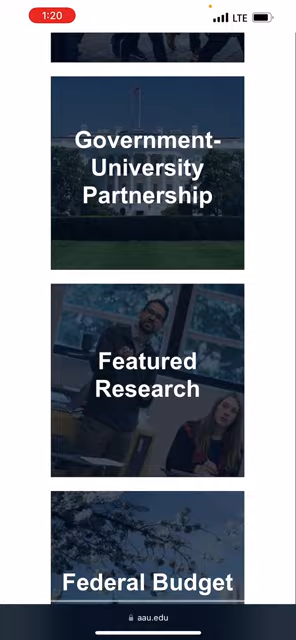 1:20
LTE
Government-
University
Partnership
Featured
Research
Federal Budget
aau.edu